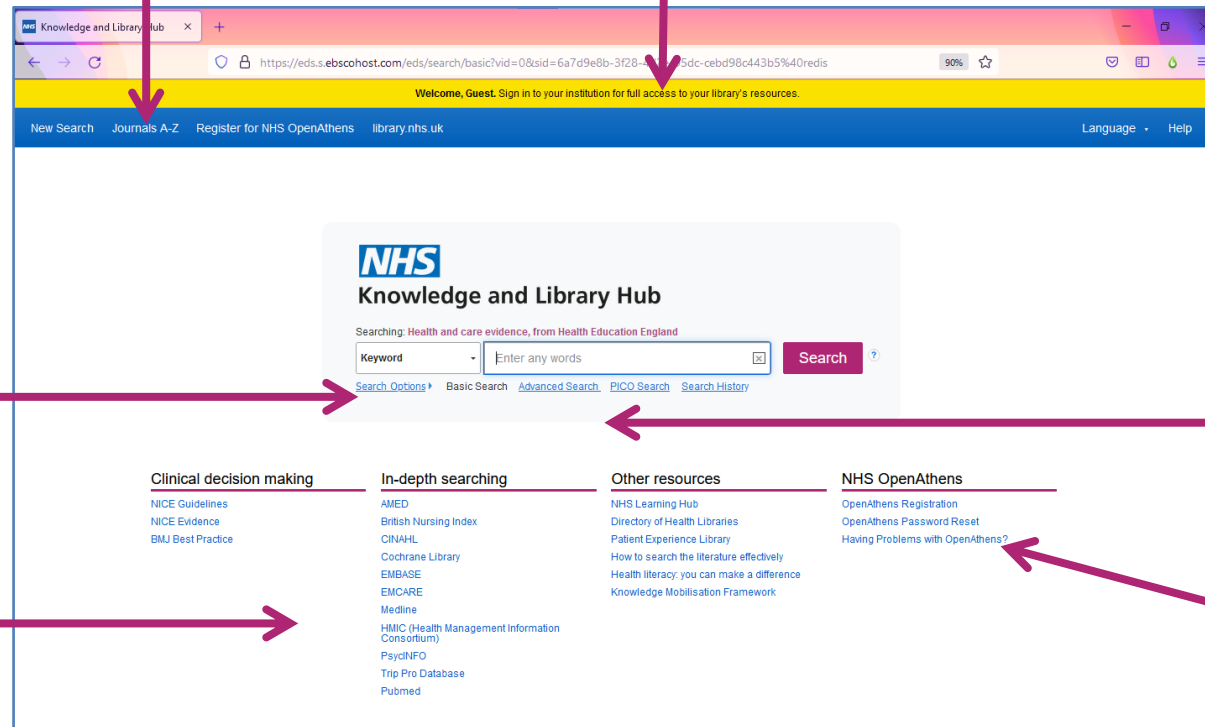 Knowledge and Library Hub
https://eds.s.ebscohost.com/eds/search/basic?vid=0&sid=6a7d9e8b-3f28-4 5dc-cebd98c443b5%40redis
90%
Welcome, Guest. Sign in to your institution for full access to your library's resources.
New Search Journals A-Z Register for NHS OpenAthens library.nhs.uk Language Help
NHS
Knowledge and Library Hub
Searching: Health and care evidence, from Health Education England
Keyword Enter any words Search ?
Search Options Basic Search Advanced Search PICO Search Search History
Clinical decision making
NICE Guidelines
NICE Evidence
BMJ Best Practice
In-depth searching
AMED
British Nursing Index
CINAHL
Cochrane Library
EMBASE
EMCARE
Medline
HMIC (Health Management Information
Consortium)
PsycINFO
Trip Pro Database
Pubmed
Other resources
NHS Learning Hub
Directory of Health Libraries
Patient Experience Library
How to search the literature effectively
Health literacy: you can make a difference
Knowledge Mobilisation Framework
NHS OpenAthens
OpenAthens Registration
OpenAthens Password Reset
Having Problems with OpenAthens?